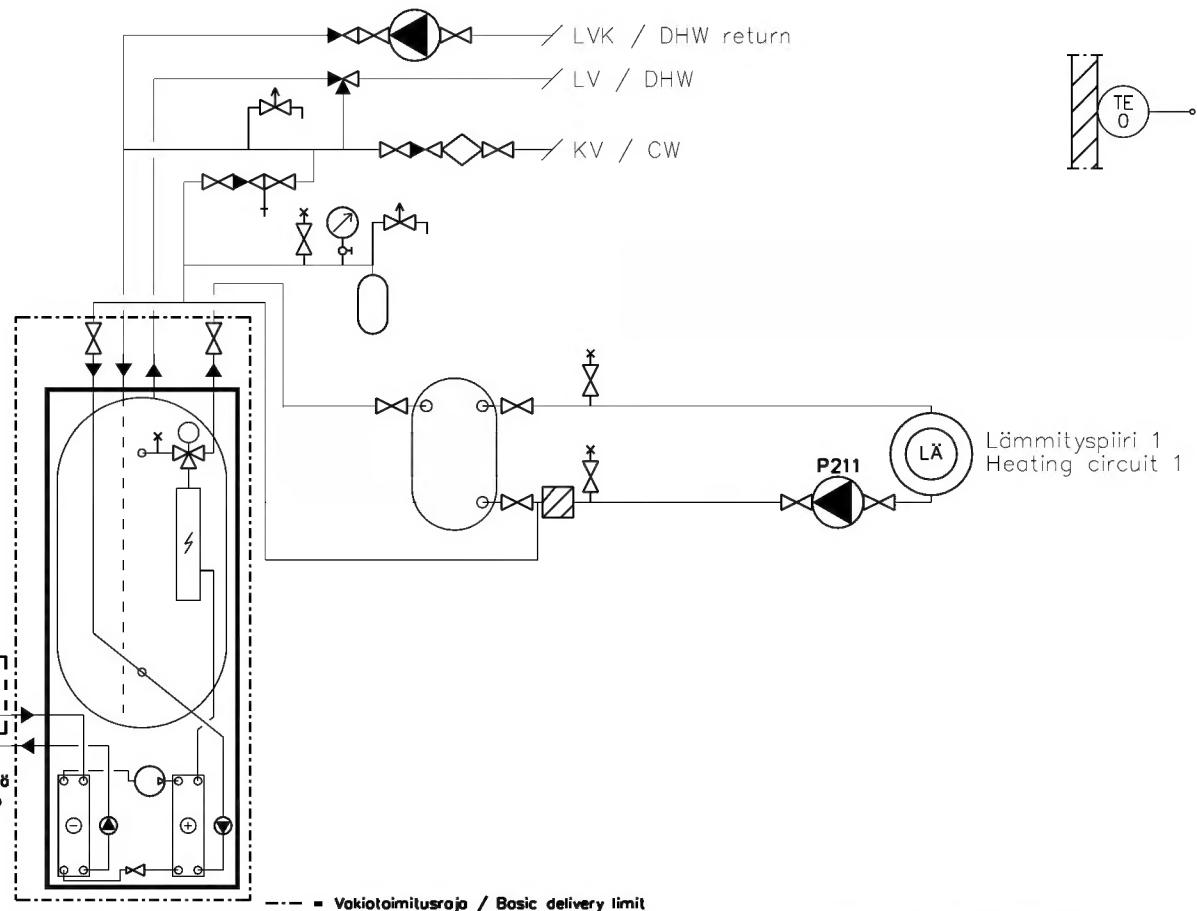 LVK / DHW return
LV / DHW
TE
0
KV / CW
P211
LÄ
Lämmityspiiri 1
Heating circuit 1
--- = Vakiotoimitusraja / Basic delivery limit